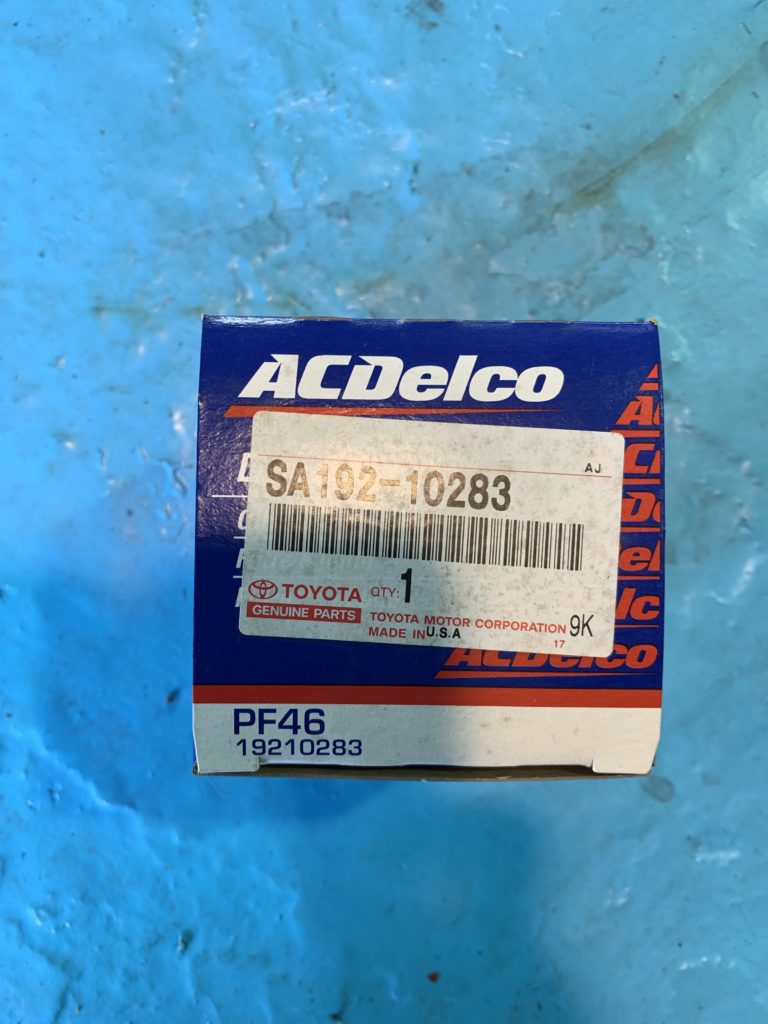 ACDelco
AJ
SA192-10283
TOYOTA QTY: 1
GENUINE PARTS
TOYOTA MOTOR CORPORATION 9K
MADE IN U.S.A 17
ACDelco
PF46
19210283